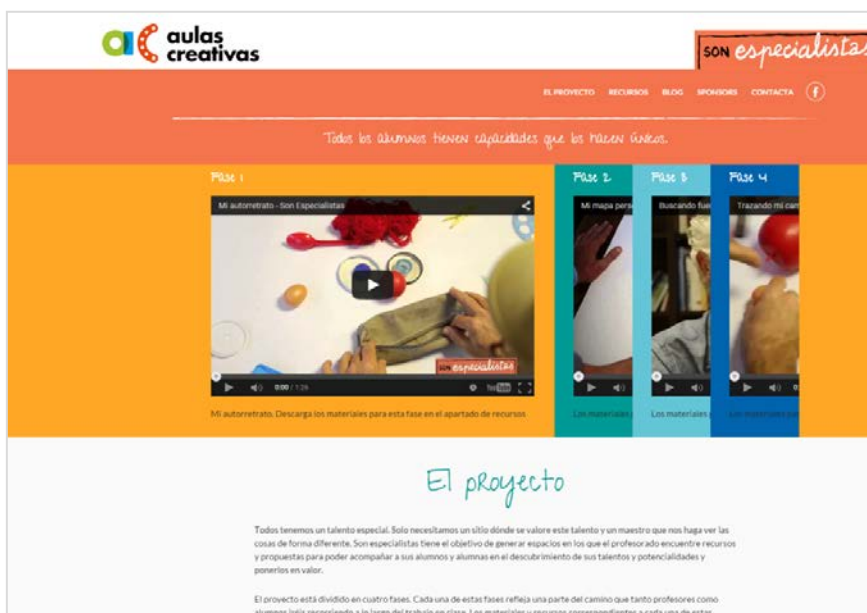 aulas
creativas
SON especialistas
EL PROYECTO RECURSOS BLOG SPONSORS CONTACTA f
Todos los alumnos tienen capacidades que los hacen únicos.
Fase 1
Fase 2
Fase 3
Fase 4
Mi autorretrato - Son Especialistas
Mi mapa pers
Buscando fue
Trazando mi cam
SON especialistas
0:00 / 1:26
YouTube
Mi autorretrato. Descarga los materiales para esta fase en el apartado de recursos
Los materiales
Los materiales
Los materiales
El proyecto
Todos tenemos un talento especial. Solo necesitamos un sitio dónde se valore este talento y un maestro que nos haga ver las
cosas de forma diferente. Son especialistas tiene el objetivo de generar espacios en los que el profesorado encuentre recursos
y propuestas para poder acompañar a sus alumnos y alumnas en el descubrimiento de sus talentos y potencialidades y
ponerlos en valor.
El proyecto está dividido en cuatro fases. Cada una de estas fases refleja una parte del camino que tanto profesores como